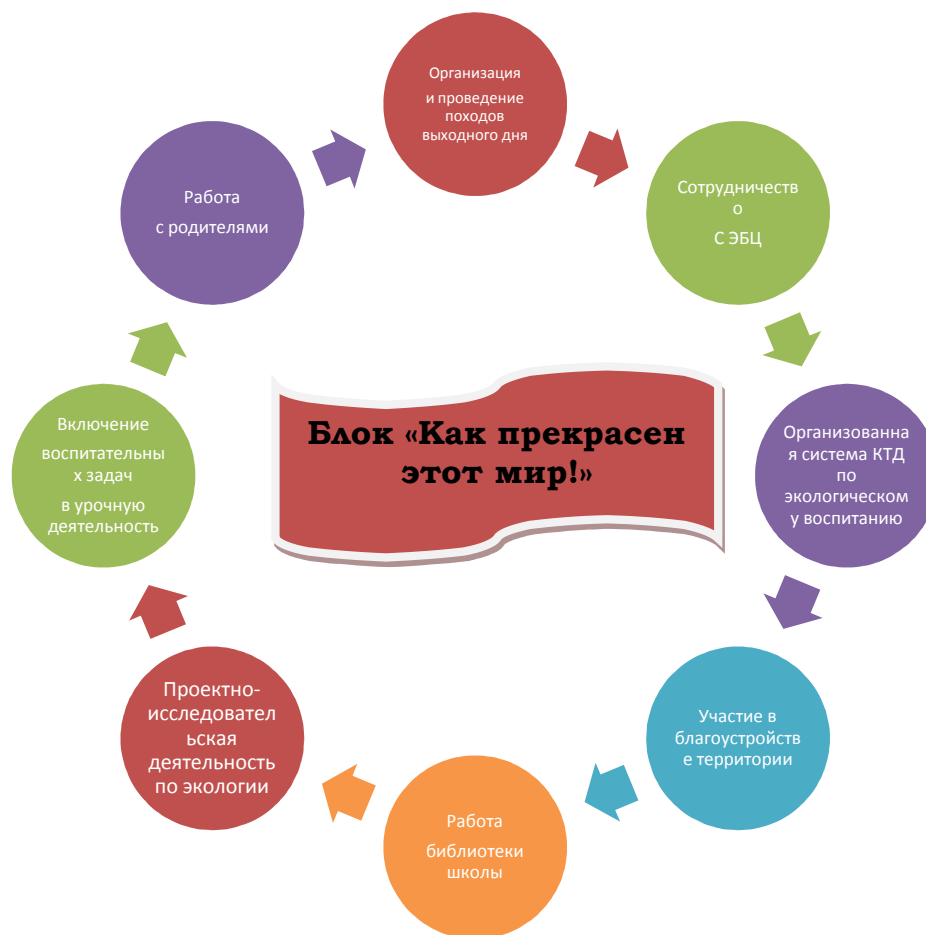 Организация
и проведение
походов
выходного дня
Сотрудничеств
о
С ЭБЦ
Организованна
я система КТД
по
экологическом
у воспитанию
Участие в
благоустройств
е территории
Работа
библиотеки
школы
Проектно-
исследовател
ьская
деятельность
по экологии
Включение
воспитательны
х задач
в урочную
деятельность
Работа
с родителями
Блок «Как прекрасен
этот мир!»